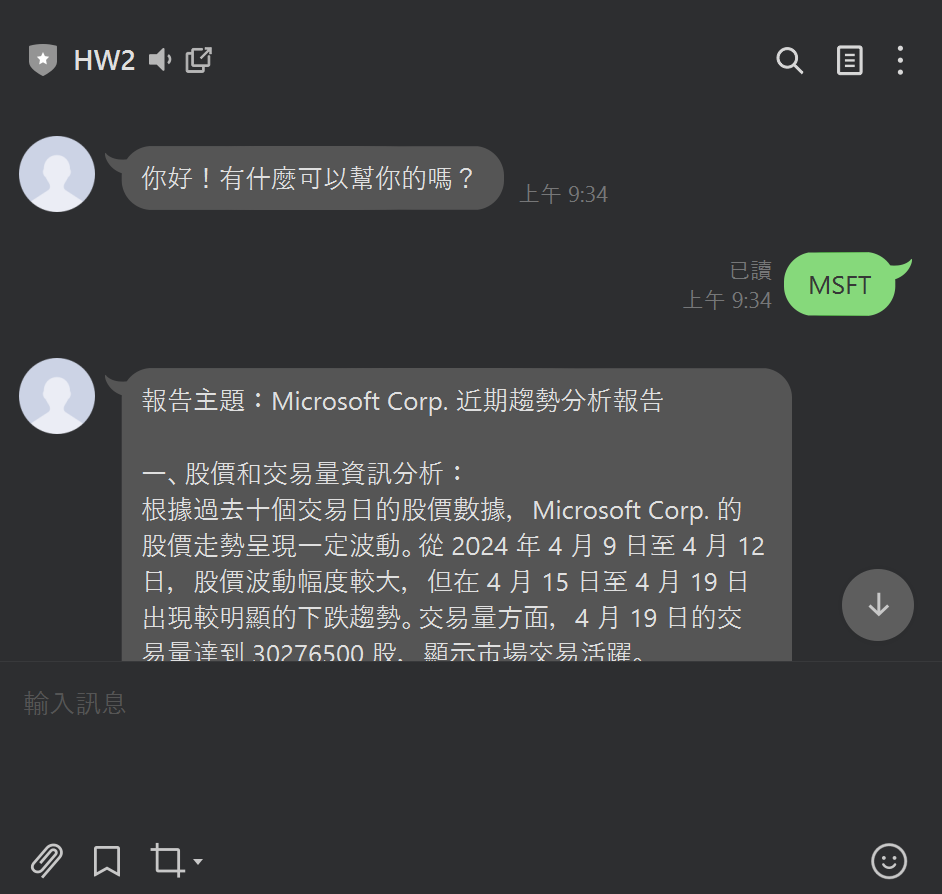 HW2
你好！有什麼可以幫你的嗎？
上午 9:34
已讀
上午 9:34
MSFT
報告主題：Microsoft Corp. 近期趨勢分析報告
一、股價和交易量資訊分析：
根據過去十個交易日的股價數據，Microsoft Corp. 的
股價走勢呈現一定波動。從 2024 年 4 月 9 日至 4 月 12
日，股價波動幅度較大，但在 4 月 15 日至 4 月 19 日
出現較明顯的下跌趨勢。交易量方面，4 月 19 日的交
易量達到 30276500 股，顯示市場交易活躍。
輸入訊息